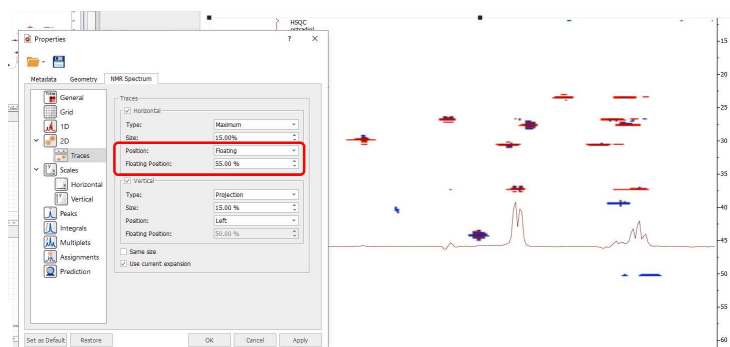 HSQC
estradiol
Properties
? ×
Metadata Geometry NMR Spectrum
General
Grid
1D
2D
Traces
Scales
Horizontal
Vertical
Peaks
Integrals
Multiplets
Assignments
Prediction
Traces
Horizontal
Type: Maximum
Size: 15.00%
Position: Floating
Floating Position: 55.00 %
Vertical
Type: Projection
Size: 15.00 %
Position: Left
Floating Position: 50.00 %
Same size
Use current expansion
Set as Default Restore OK Cancel Apply
15
20
25
30
35
40
45
50
55
60